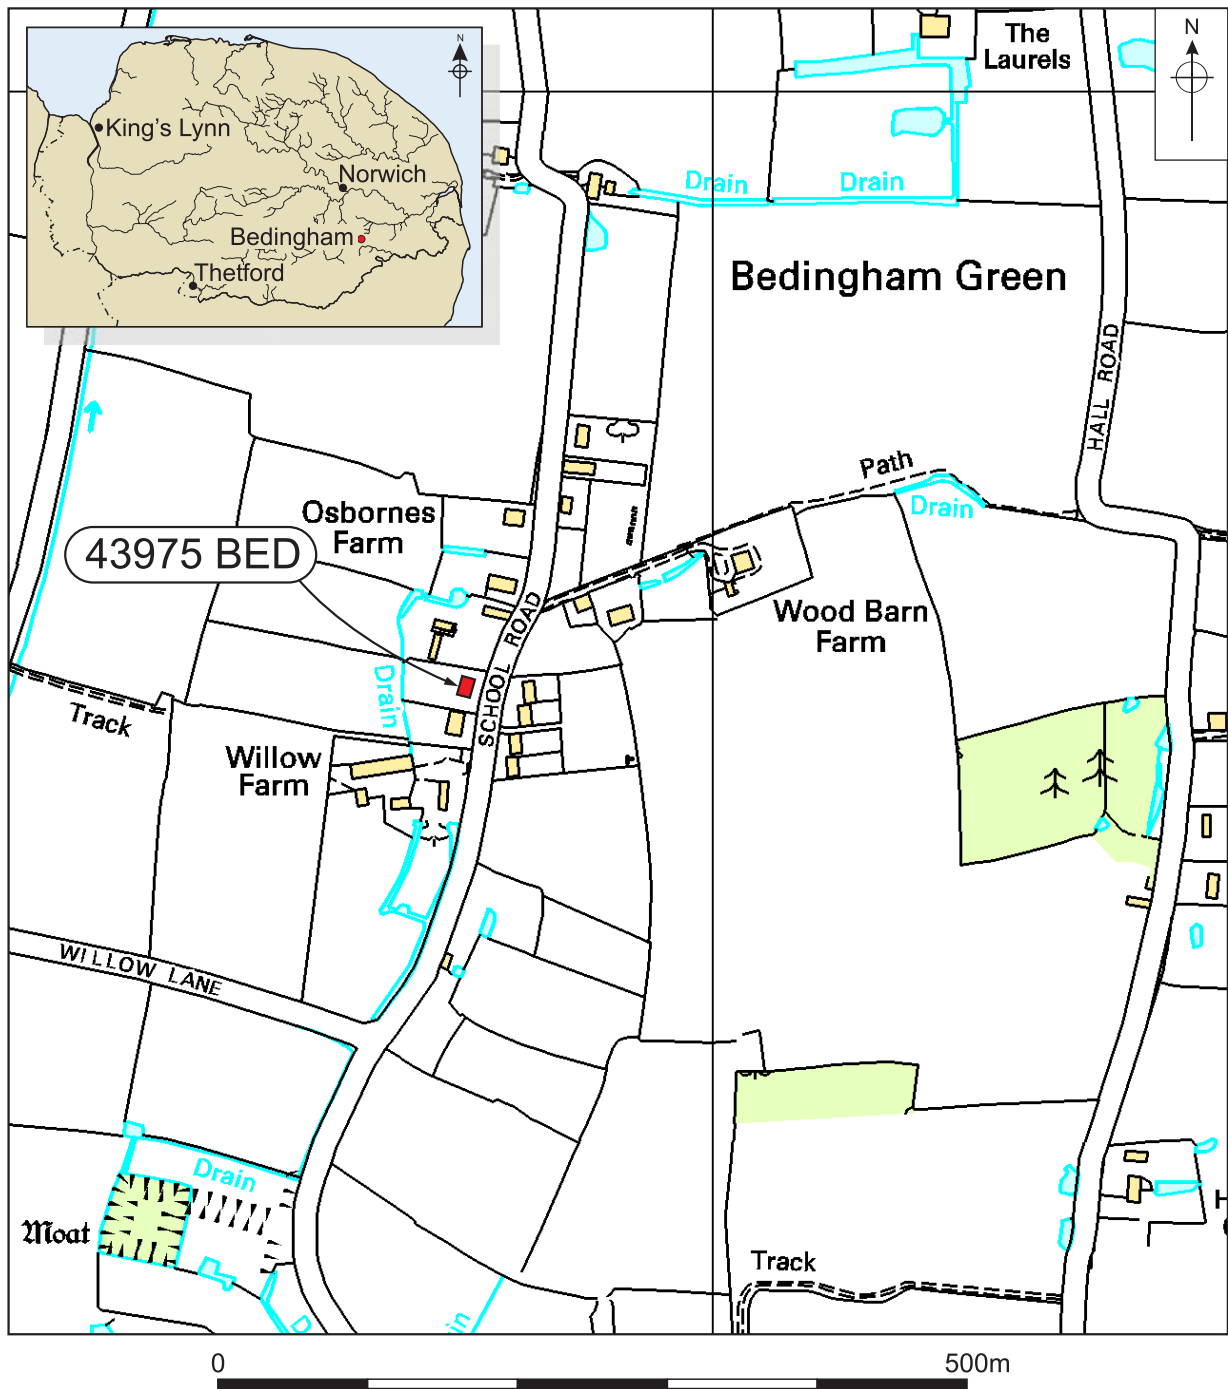 N
King's Lynn
Norwich
Bedingham
Thetford
The
Laurels
N
Drain
Drain
Bedingham Green
HALL ROAD
Path
Drain
Osbornes
Farm
43975 BED
SCHOOL ROAD
Wood Barn
Farm
Drain
Track
Willow
Farm
WILLOW LANE
Drain
Moat
Track
D
in
H
0
500m